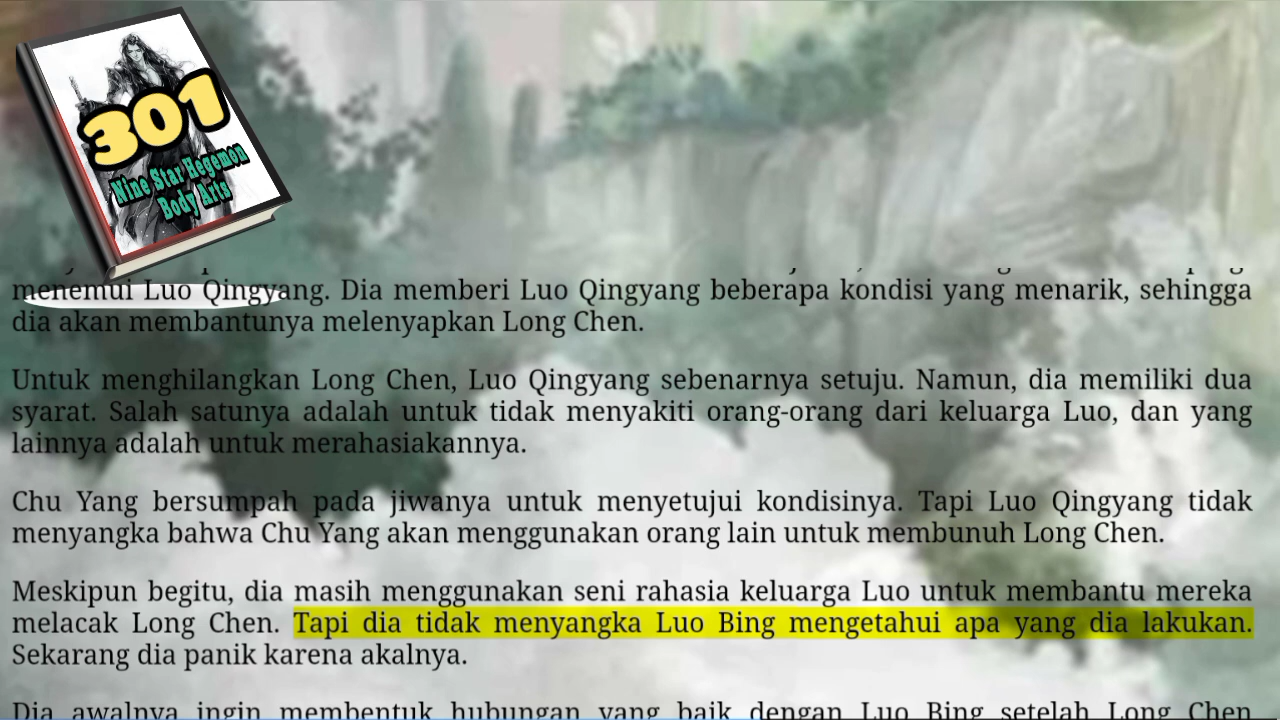 301
Nine Star Hegemon
Body Arts
menemui Luo Qingyang. Dia memberi Luo Qingyang beberapa kondisi yang menarik, sehingga
dia akan membantunya melenyapkan Long Chen.
Untuk menghilangkan Long Chen, Luo Qingyang sebenarnya setuju. Namun, dia memiliki dua
syarat. Salah satunya adalah untuk tidak menyakiti orang-orang dari keluarga Luo, dan yang
lainnya adalah untuk merahasiakannya.
Chu Yang bersumpah pada jiwanya untuk menyetujui kondisinya. Tapi Luo Qingyang tidak
menyangka bahwa Chu Yang akan menggunakan orang lain untuk membunuh Long Chen.
Meskipun begitu, dia masih menggunakan seni rahasia keluarga Luo untuk membantu mereka
melacak Long Chen. Tapi dia tidak menyangka Luo Bing mengetahui apa yang dia lakukan.
Sekarang dia panik karena akalnya.
Dia awalnya ingin membentuk hubungan yang baik dengan Luo Bing setelah Long Chen